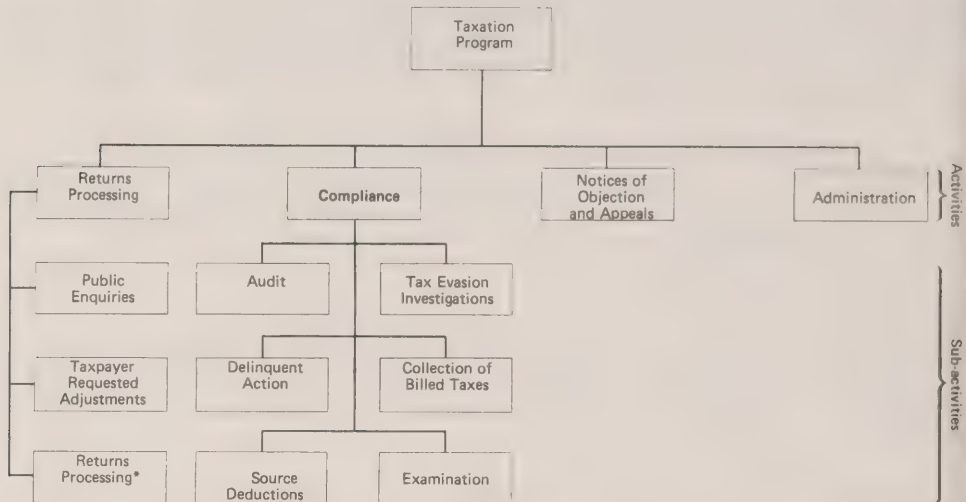 Taxation
Program
Returns
Processing
Compliance
Notices of
Objection
and Appeals
Administration
Activities
Public
Enquiries
Audit
Tax Evasion
Investigations
Taxpayer
Requested
Adjustments
Delinquent
Action
Collection of
Billed Taxes
Sub-activities
Returns
Processing*
Source
Deductions
Examination